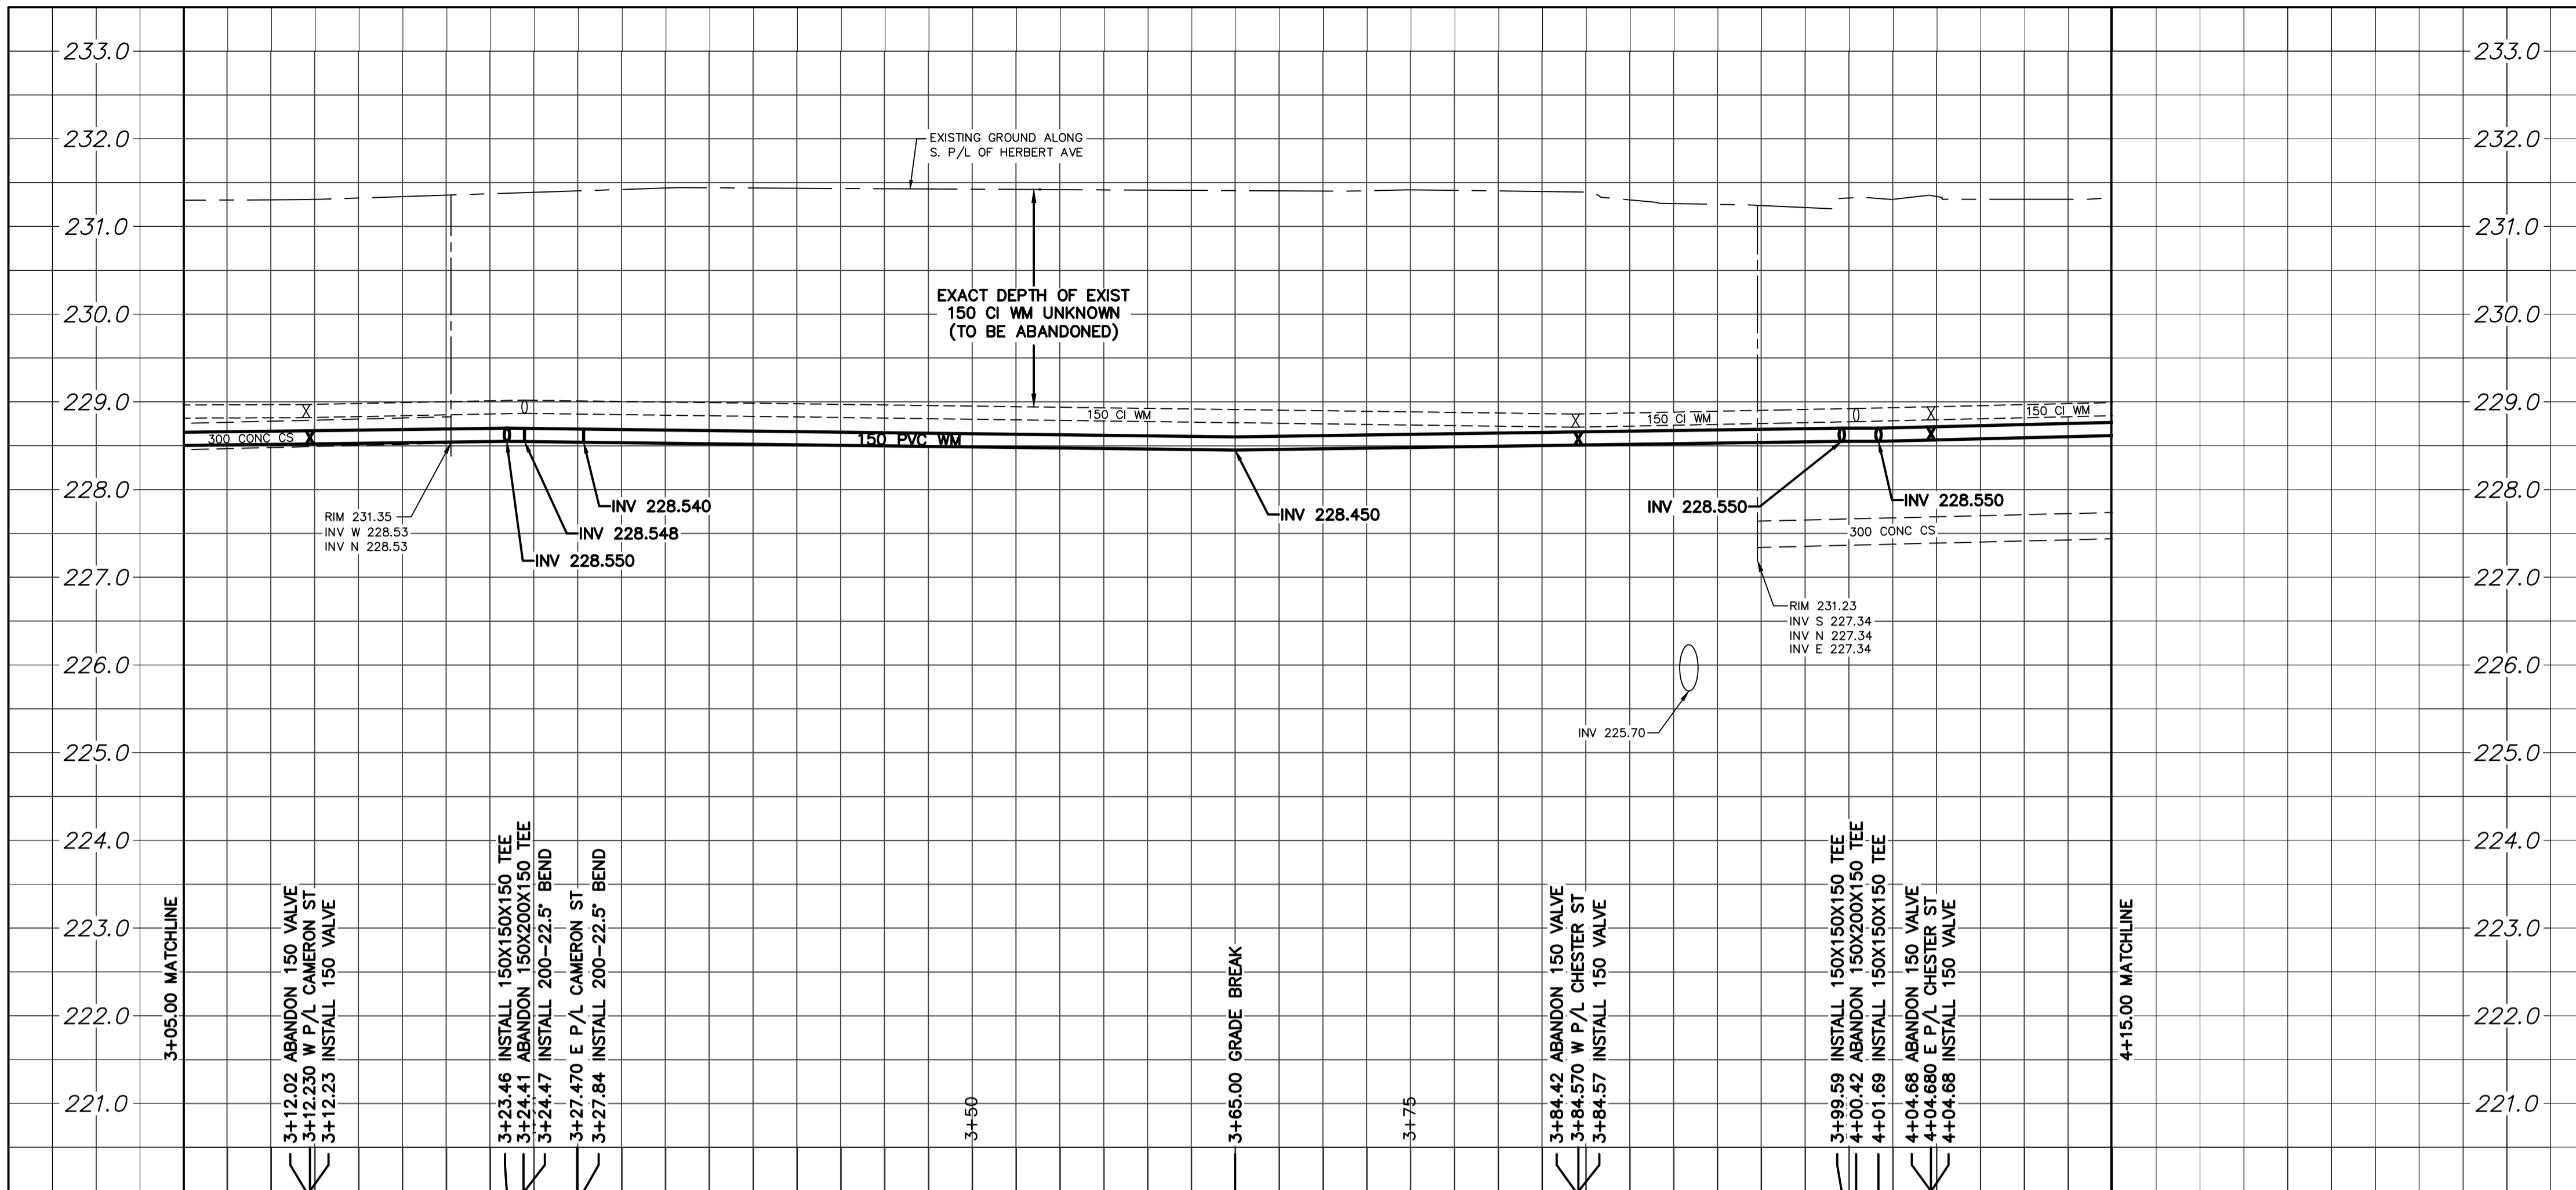 233.0
233.0
232.0
232.0
EXISTING GROUND ALONG
S. P/L OF HERBERT AVE
231.0
231.0
EXACT DEPTH OF EXIST
150 CI WM UNKNOWN
(TO BE ABANDONED)
230.0
230.0
229.0
229.0
150 CI WM
150 CI WM
150 CI WM
300 CONC CS
150 PVC WM
228.0
228.0
INV 228.540
INV 228.548
INV 228.550
INV 228.450
INV 228.550
INV 228.550
RIM 231.35
INV W 228.53
INV N 228.53
300 CONC CS
227.0
227.0
RIM 231.23
INV S 227.34
INV N 227.34
INV E 227.34
226.0
226.0
INV 225.70
225.0
225.0
224.0
224.0
223.0
223.0
222.0
222.0
221.0
221.0
3+05.00 MATCHLINE
3+12.02 ABANDON 150 VALVE
3+12.230 W P/L CAMERON ST
3+12.23 INSTALL 150 VALVE
3+23.46 INSTALL 150X150X150 TEE
3+24.41 ABANDON 150X200X150 TEE
3+24.47 INSTALL 200-22.5° BEND
3+27.470 E P/L CAMERON ST
3+27.84 INSTALL 200-22.5° BEND
3+50
3+65.00 GRADE BREAK
3+75
3+84.42 ABANDON 150 VALVE
3+84.570 W P/L CHESTER ST
3+84.57 INSTALL 150 VALVE
3+99.59 INSTALL 150X150X150 TEE
4+00.42 ABANDON 150X200X150 TEE
4+01.69 INSTALL 150X150X150 TEE
4+04.68 ABANDON 150 VALVE
4+04.680 E P/L CHESTER ST
4+04.68 INSTALL 150 VALVE
4+15.00 MATCHLINE